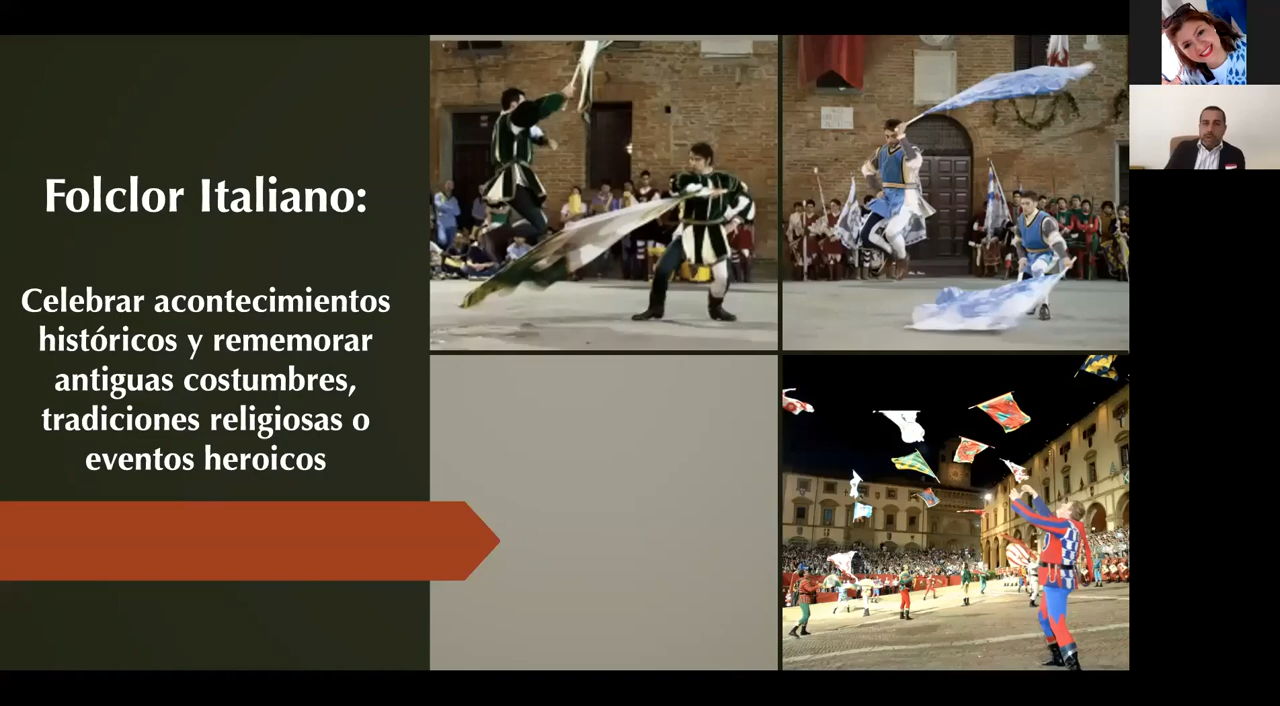 Folclor Italiano:
Celebrar acontecimientos
históricos y rememorar
antiguas costumbres,
tradiciones religiosas o
eventos heroicos